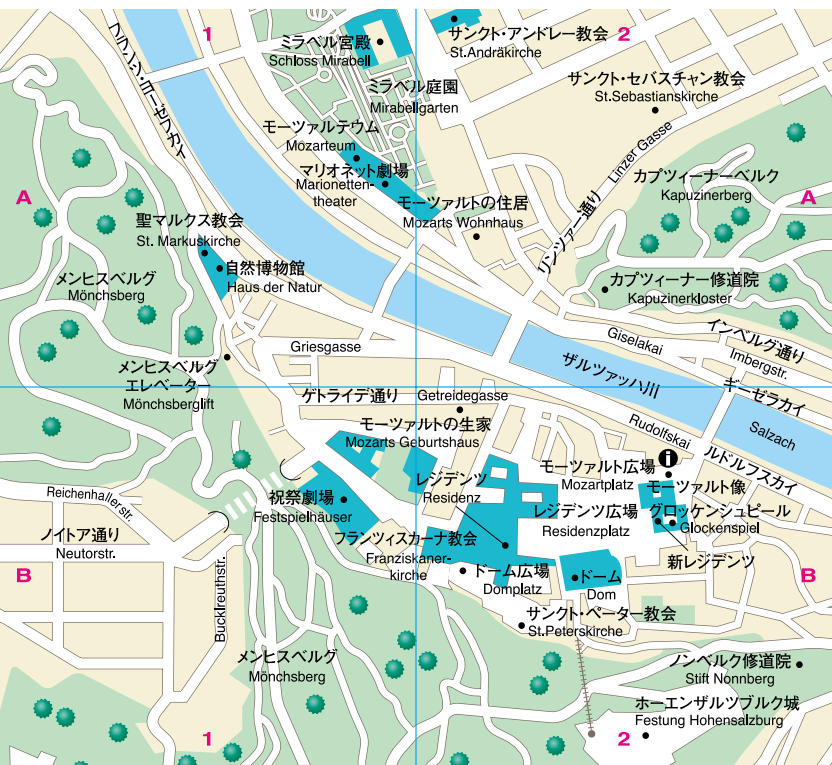 1
2
ミラベル宮殿
Schloss Mirabell
サンクト・アンドレー教会
St.Andräkirche
フランツ・ヨーゼフカイ
ミラベル庭園
Mirabellgarten
サンクト・セバスチャン教会
St.Sebastianskirche
モーツァルテウム
Mozarteum
マリオネット劇場
Marionetten-
theater
リンツァー通り
Linzer Gasse
カプツィーナーベルク
Kapuzinerberg
A
A
モーツァルトの住居
Mozarts Wohnhaus
聖マルクス教会
St. Markuskirche
自然博物館
Haus der Natur
メンヒスベルグ
Mönchsberg
カプツィーナー修道院
Kapuzinerkloster
Griesgasse
Giselakai
インベルグ通り
Imbergstr.
メンヒスベルグ
エレベーター
Mönchsberglift
ザルツァッハ川
ギーゼラカイ
ゲトライデ通り
Getreidegasse
Rudolfskai
Salzach
ルドルフスカイ
モーツァルトの生家
Mozarts Geburtshaus
i
モーツァルト広場
Mozartplatz
モーツァルト像
レジデンツ
Residenz
Reichenhallerstr.
祝祭劇場
Festspielhäuser
レジデンツ広場
Residenzplatz
グロッケンシュピール
Glockenspiel
ノイトア通り
Neutorstr.
フランツィスカーナ教会
Franziskaner-
kirche
新レジデンツ
B
B
ドーム広場
Domplatz
ドーム
Dom
Bucklreuthstr.
サンクト・ペーター教会
St.Peterskirche
メンヒスベルグ
Mönchsberg
ノンベルク修道院
Stift Nonnberg
ホーエンザルツブルク城
Festung Hohensalzburg
1
2